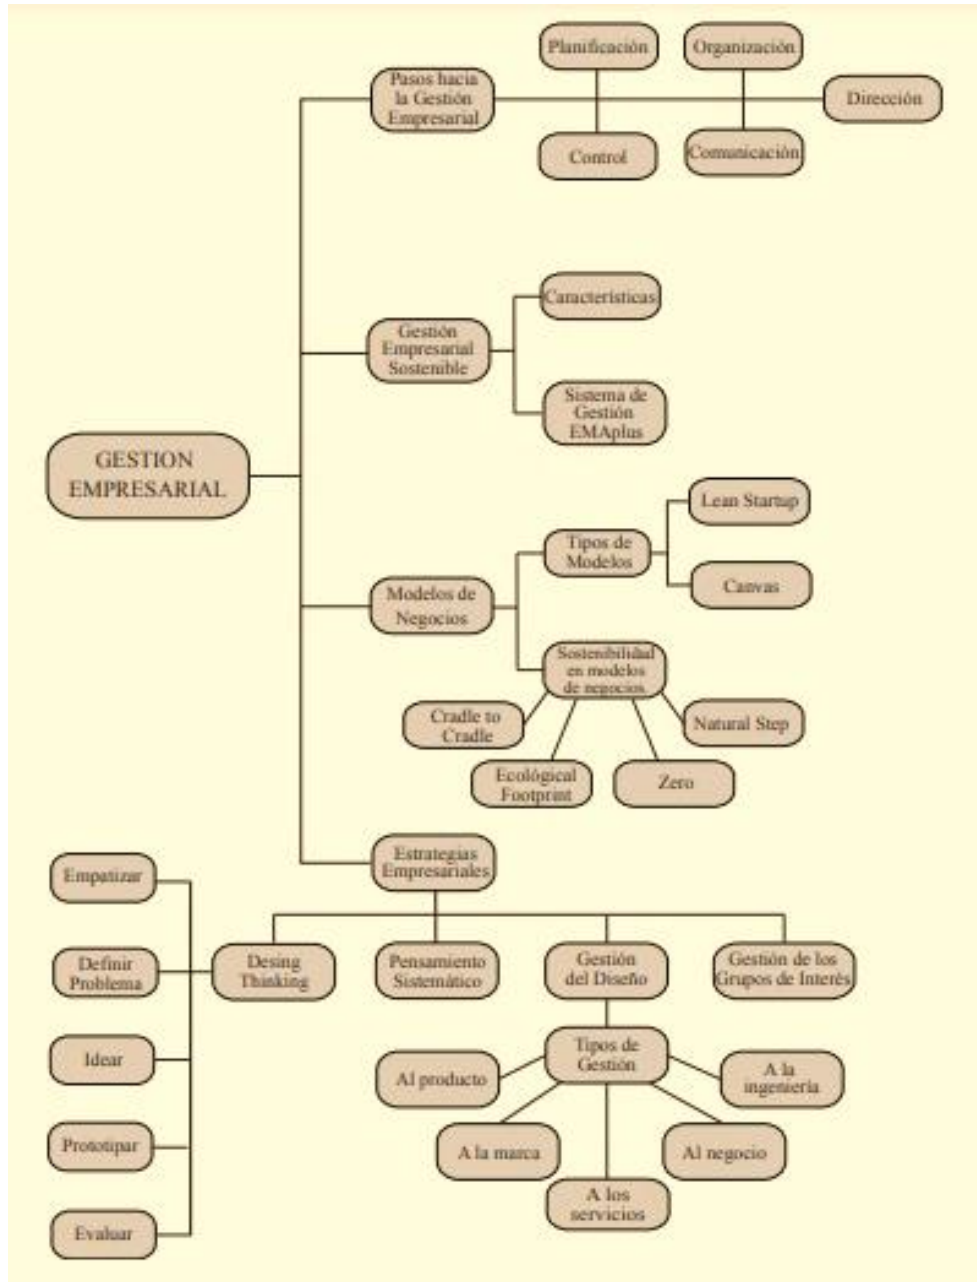 Planificación
Organización
Pasos hacia
la Gestión
Empresarial
Dirección
Control
Comunicación
Característicás
Gestión
Empresarial
Sostenible
Sistema de
Gestión
EMAplus
GESTION
EMPRESARIAL
Lean Startup
Tipos de
Modelos
Canvas
Modelos de
Negocios
Sostenibilidad
en modelos
de negocios
Cradle to
Cradle
Natural Step
Ecológical
Footprint
Zero
Estrategias
Empresariales
Empatizar
Definir
Problema
Desing
Thinking
Pensamiento
Sistemático
Gestión
del Diseño
Gestión de los
Grupos de Interés
Idear
Tipos de
Gestión
Al producto
A la
ingeniería
Prototipar
A la marca
Al negocio
A los
servicios
Evaluar